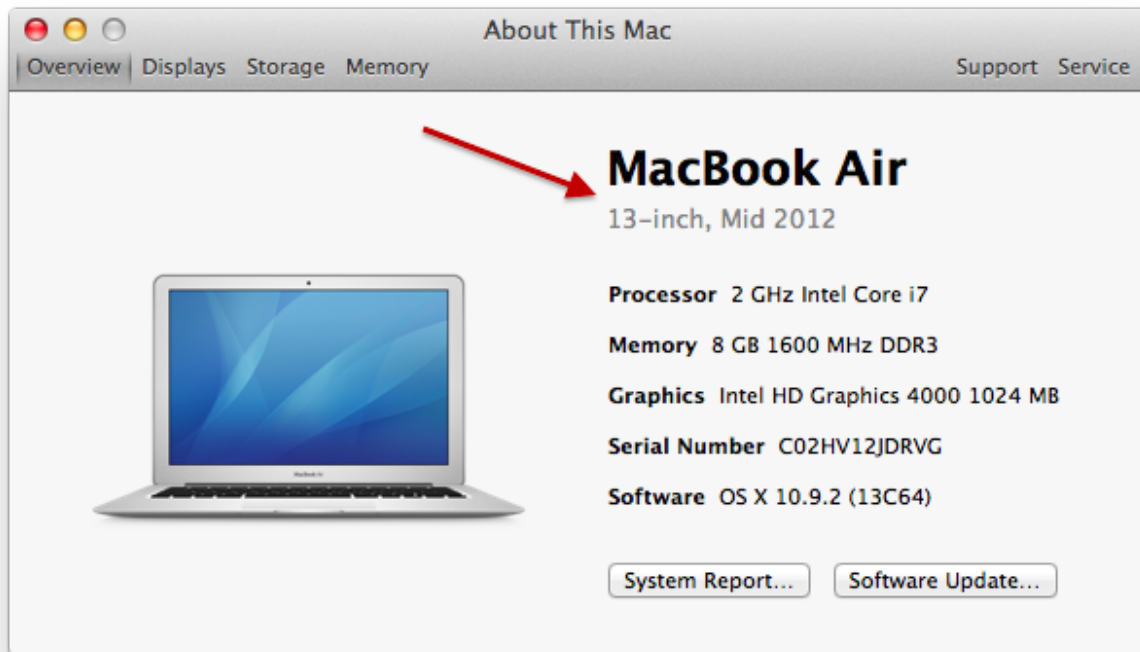 About This Mac
Overview Displays Storage Memory Support Service
MacBook Air
13-inch, Mid 2012
Processor 2 GHz Intel Core i7
Memory 8 GB 1600 MHz DDR3
Graphics Intel HD Graphics 4000 1024 MB
Serial Number C02HV12JDRVG
MacBook Air
Software OS X 10.9.2 (13C64)
System Report... Software Update...